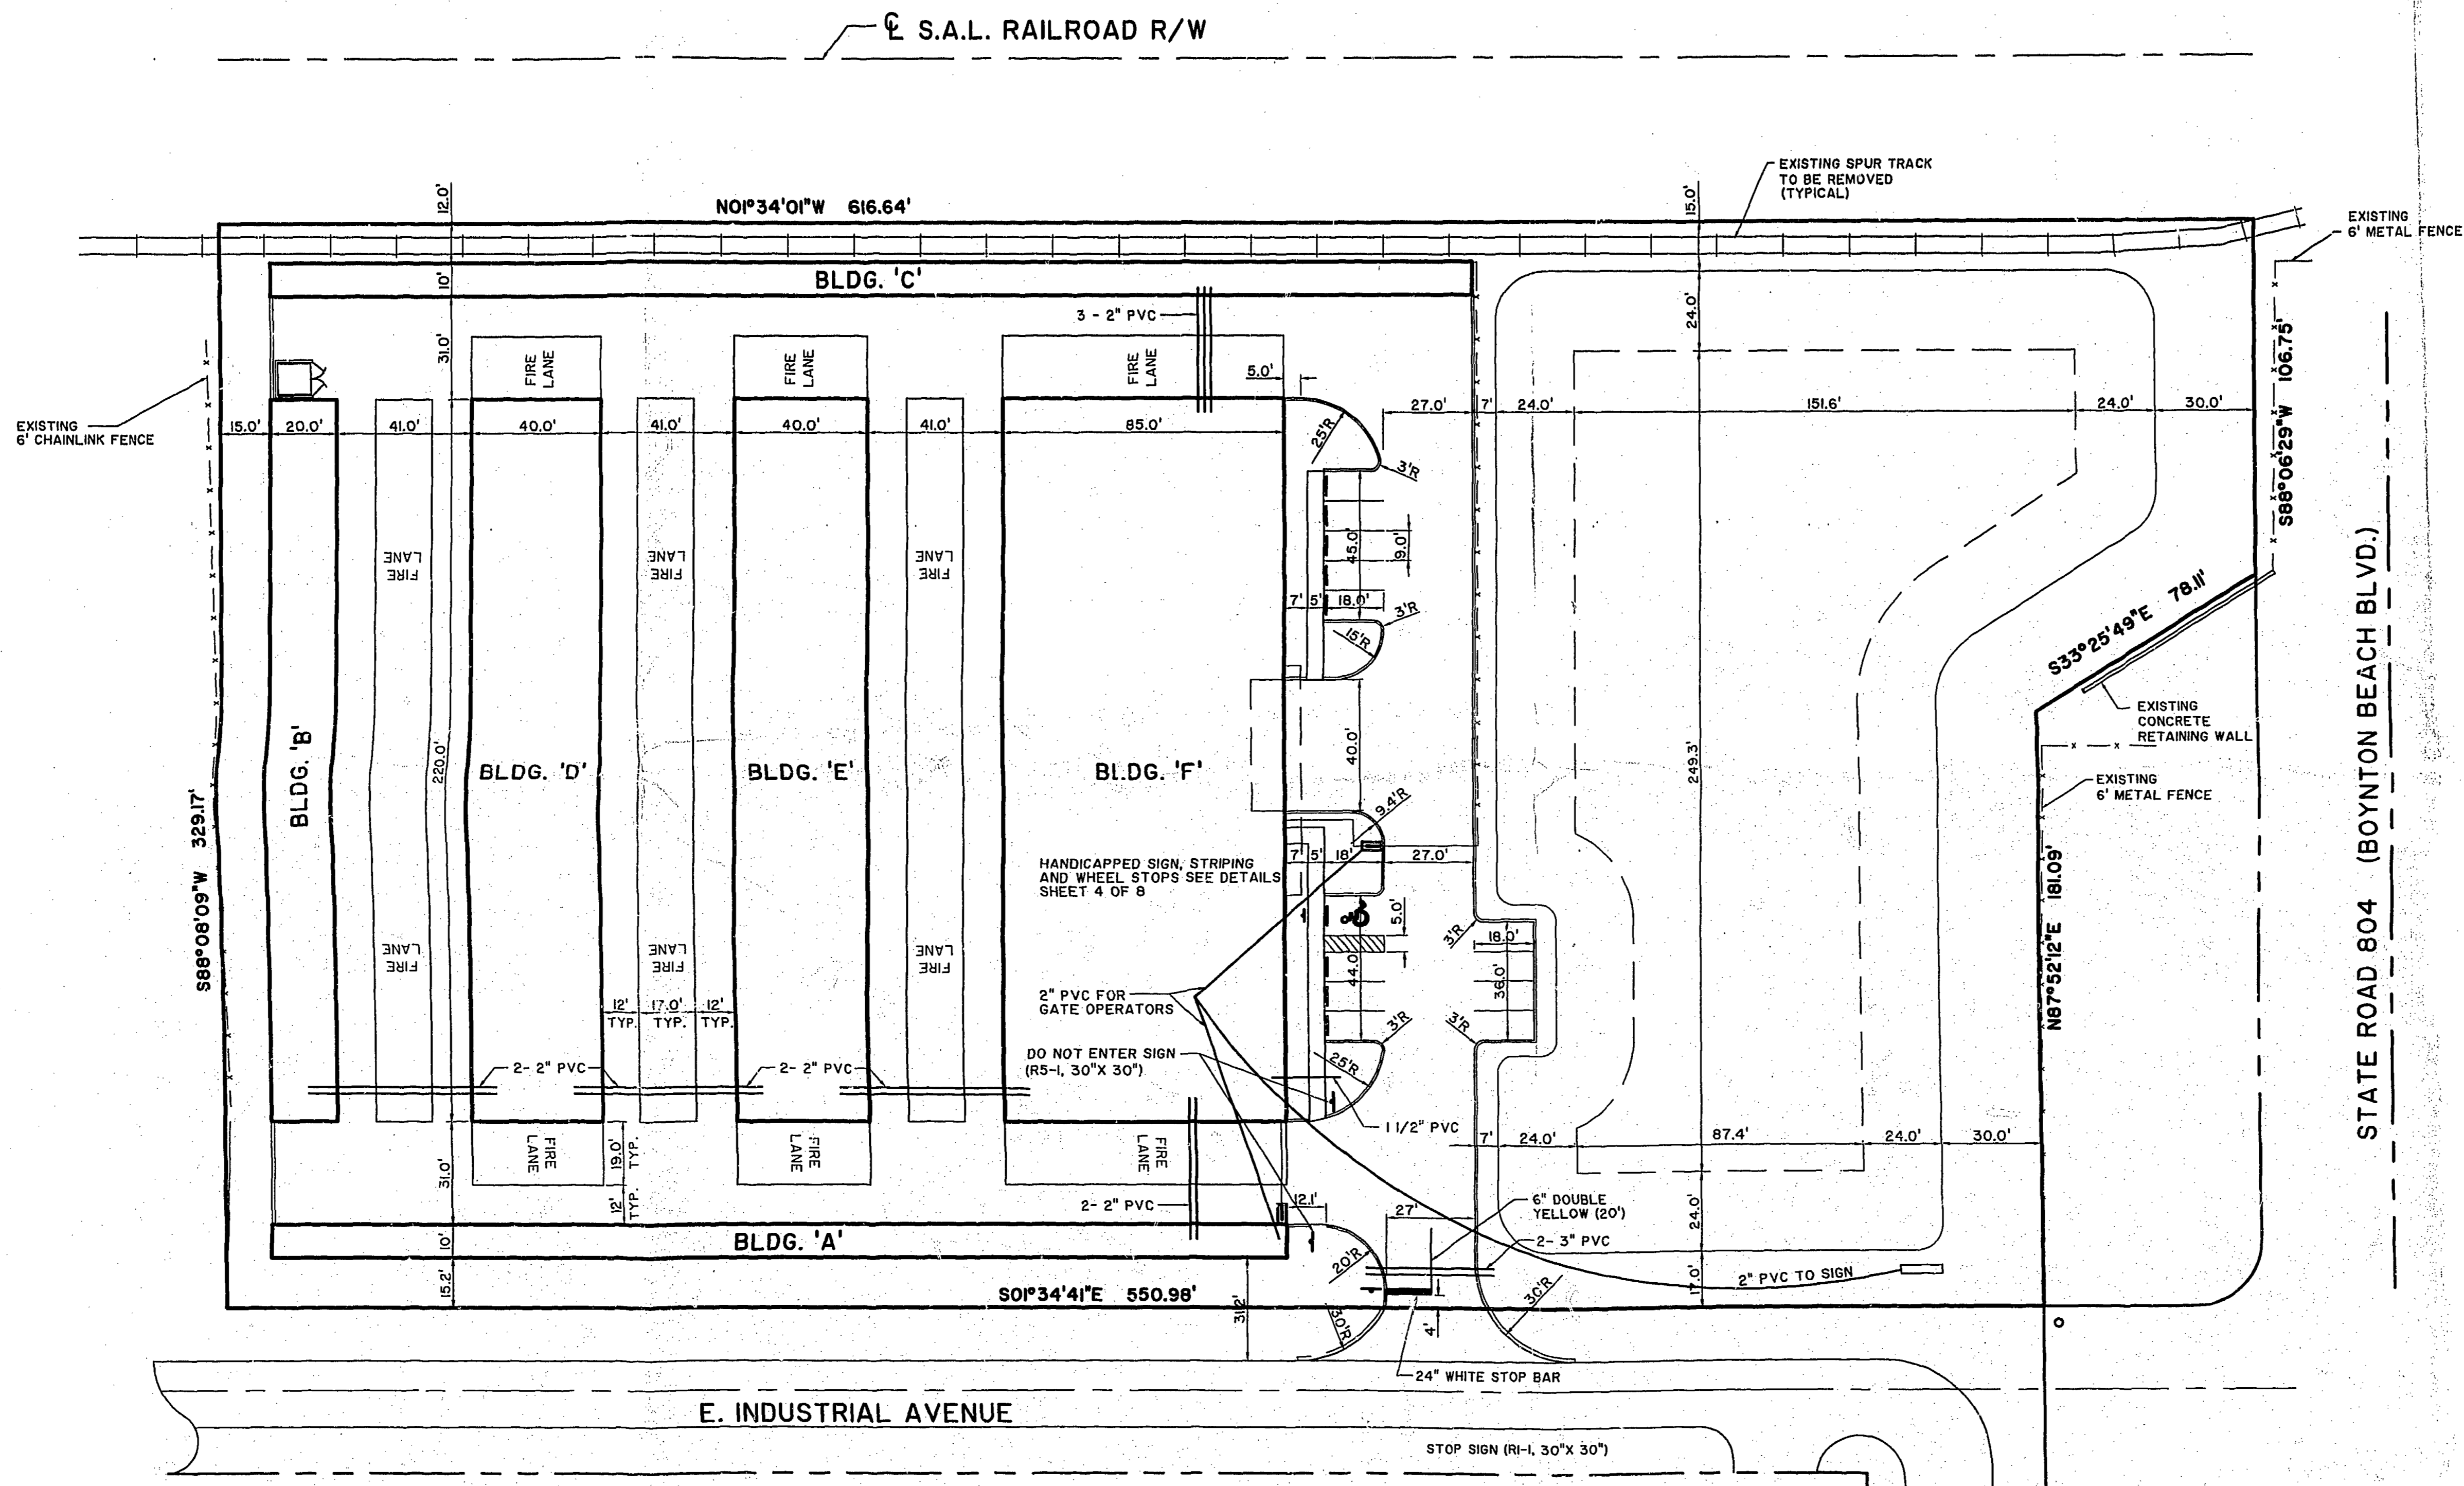 ℄ S.A.L. RAILROAD R/W
EXISTING SPUR TRACK
TO BE REMOVED
(TYPICAL)
12.0'
N01°34'01"W 616.64'
15.0'
EXISTING
6' METAL FENCE
BLDG. 'C'
10'
3 - 2" PVC
24.0'
31.0'
FIRE
LANE
FIRE
LANE
FIRE
LANE
5.0'
S88°06'29"W 106.75'
EXISTING
6' CHAINLINK FENCE
15.0'
20.0'
41.0'
40.0'
41.0'
40.0'
41.0'
85.0'
25'R
27.0'
7'
24.0'
151.6'
24.0'
30.0'
3'R
45.0'
9.0'
FIRE
LANE
FIRE
LANE
FIRE
LANE
7'
5'
18.0'
3'R
15'R
S33°25'49"E 78.11'
EXISTING
CONCRETE
RETAINING WALL
STATE ROAD 804 (BOYNTON BEACH BLVD.)
BLDG. 'B'
220.0'
BLDG. 'D'
BLDG. 'E'
BLDG. 'F'
40.0'
249.3'
EXISTING
6' METAL FENCE
9.4'R
S88°08'09"W 329.17'
HANDICAPPED SIGN, STRIPING
AND WHEEL STOPS SEE DETAILS
SHEET 4 OF 8
7'
5'
18'
27.0'
N87°52'12"E 181.09'
5.0'
3'R
18.0'
FIRE
LANE
FIRE
LANE
FIRE
LANE
44.0'
36.0'
12'
17.0'
12'
TYP.
TYP.
TYP.
2" PVC FOR
GATE OPERATORS
3'R
3'R
DO NOT ENTER SIGN
(R5-1, 30"X 30")
25'R
2- 2" PVC
2- 2" PVC
1 1/2" PVC
7'
24.0'
87.4'
24.0'
30.0'
31.0'
19.0'
TYP.
FIRE
LANE
FIRE
LANE
FIRE
LANE
12'
TYP.
2- 2" PVC
12.1'
27'
6" DOUBLE
YELLOW (20')
24.0'
10'
BLDG. 'A'
20'R
2- 3" PVC
15.2'
S01°34'41"E 550.98'
31.2'
30'R
4'
30'R
2" PVC TO SIGN
17.0'
24" WHITE STOP BAR
E. INDUSTRIAL AVENUE
STOP SIGN (R1-1, 30"X 30")